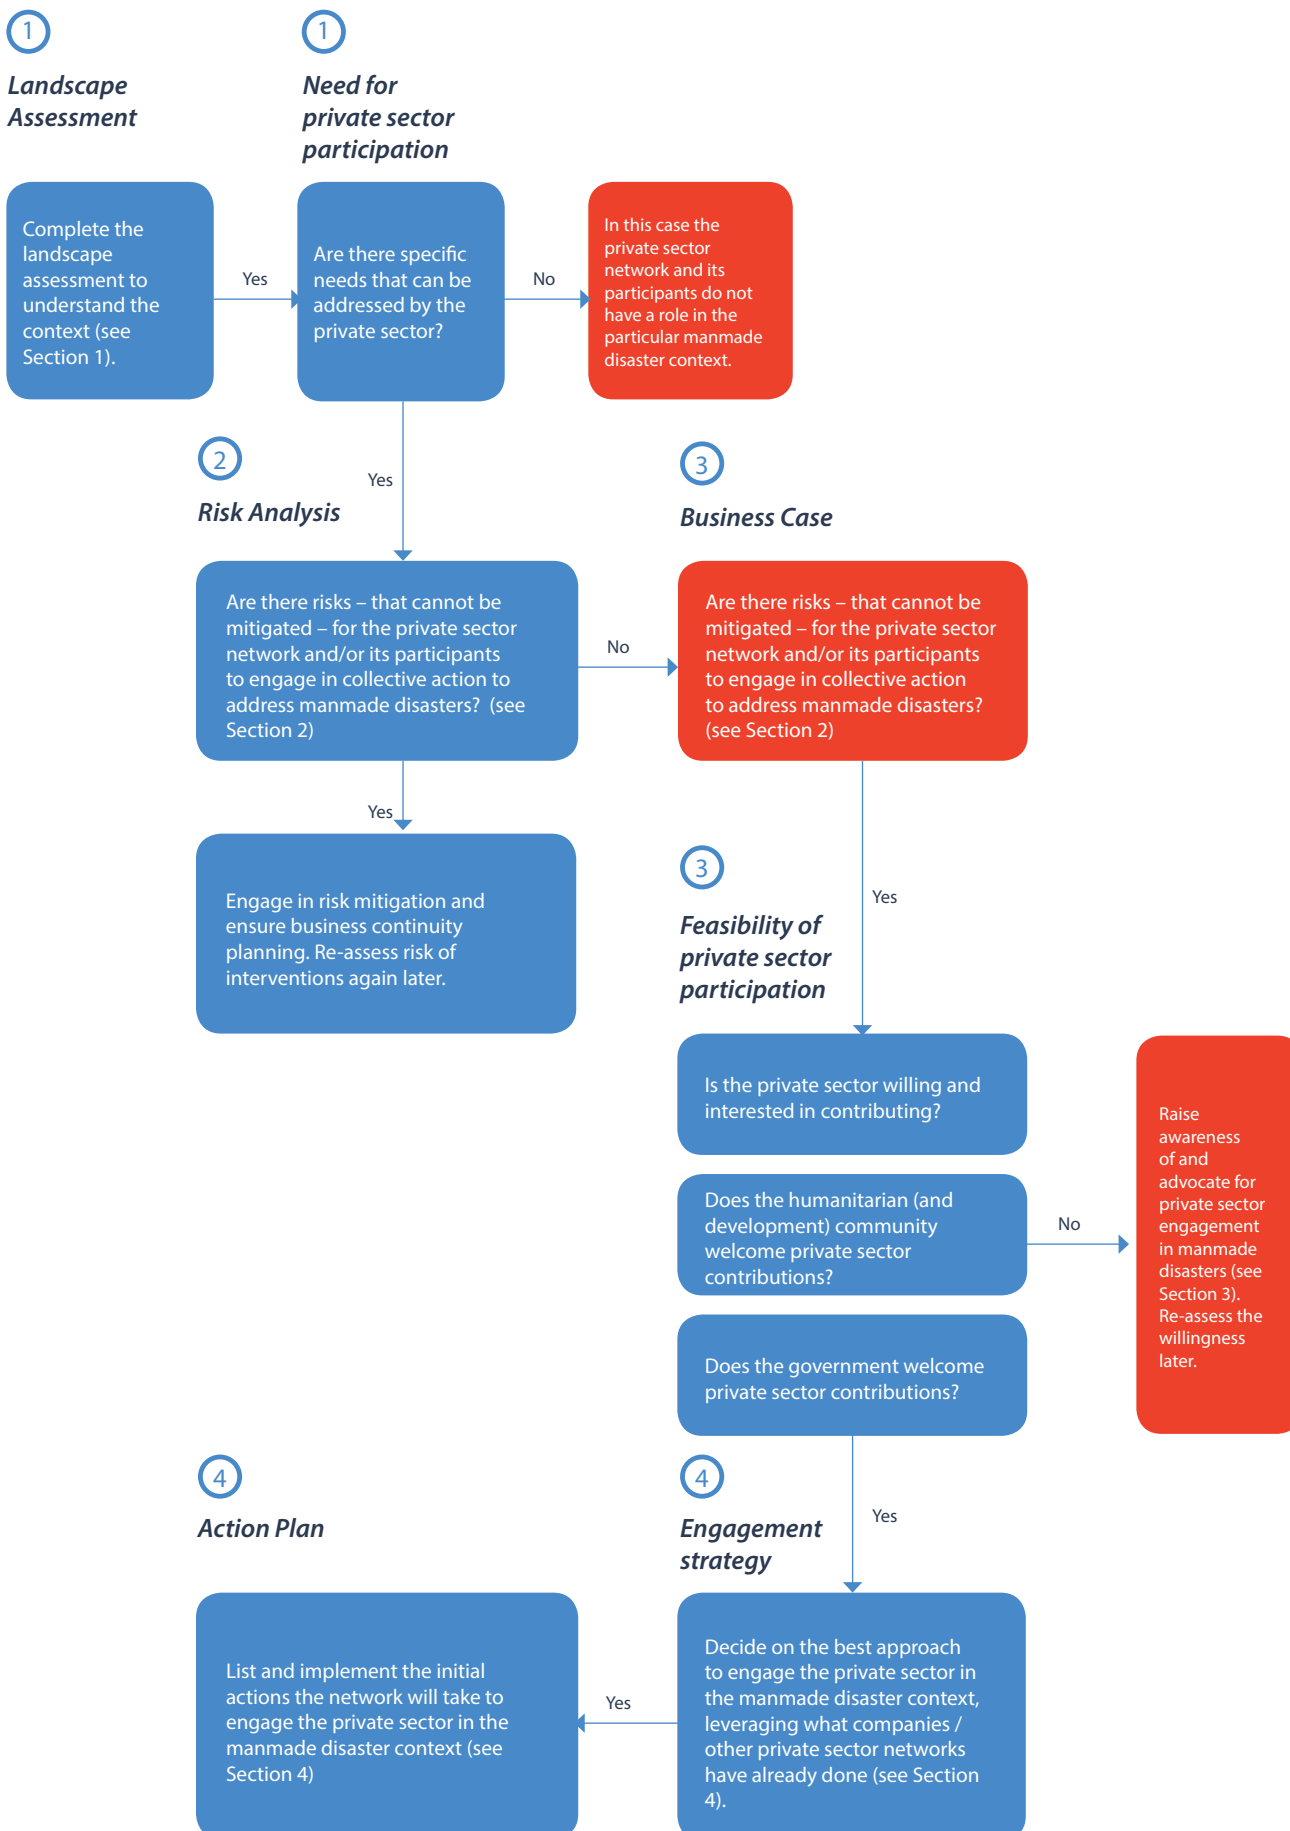 1
Landscape
Assessment
1
Need for
private sector
participation
Complete the
landscape
assessment to
understand the
context (see
Section 1).
Yes
Are there specific
needs that can be
addressed by the
private sector?
No
In this case the
private sector
network and its
participants do not
have a role in the
particular manmade
disaster context.
Yes
2
Risk Analysis
3
Business Case
Are there risks – that cannot be
mitigated – for the private sector
network and/or its participants
to engage in collective action to
address manmade disasters?  (see
Section 2)
No
Are there risks – that cannot be
mitigated – for the private sector
network and/or its participants
to engage in collective action
to address manmade disasters?
(see Section 2)
Yes
Engage in risk mitigation and
ensure business continuity
planning. Re-assess risk of
interventions again later.
Yes
3
Feasibility of
private sector
participation
Is the private sector willing and
interested in contributing?
Does the humanitarian (and
development) community
welcome private sector
contributions?
No
Raise
awareness
of and
advocate for
private sector
engagement
in manmade
disasters (see
Section 3).
Re-assess the
willingness
later.
Does the government welcome
private sector contributions?
Yes
4
Action Plan
4
Engagement
strategy
List and implement the initial
actions the network will take to
engage the private sector in the
manmade disaster context (see
Section 4)
Yes
Decide on the best approach
to engage the private sector in
the manmade disaster context,
leveraging what companies /
other private sector networks
have already done (see Section
4).